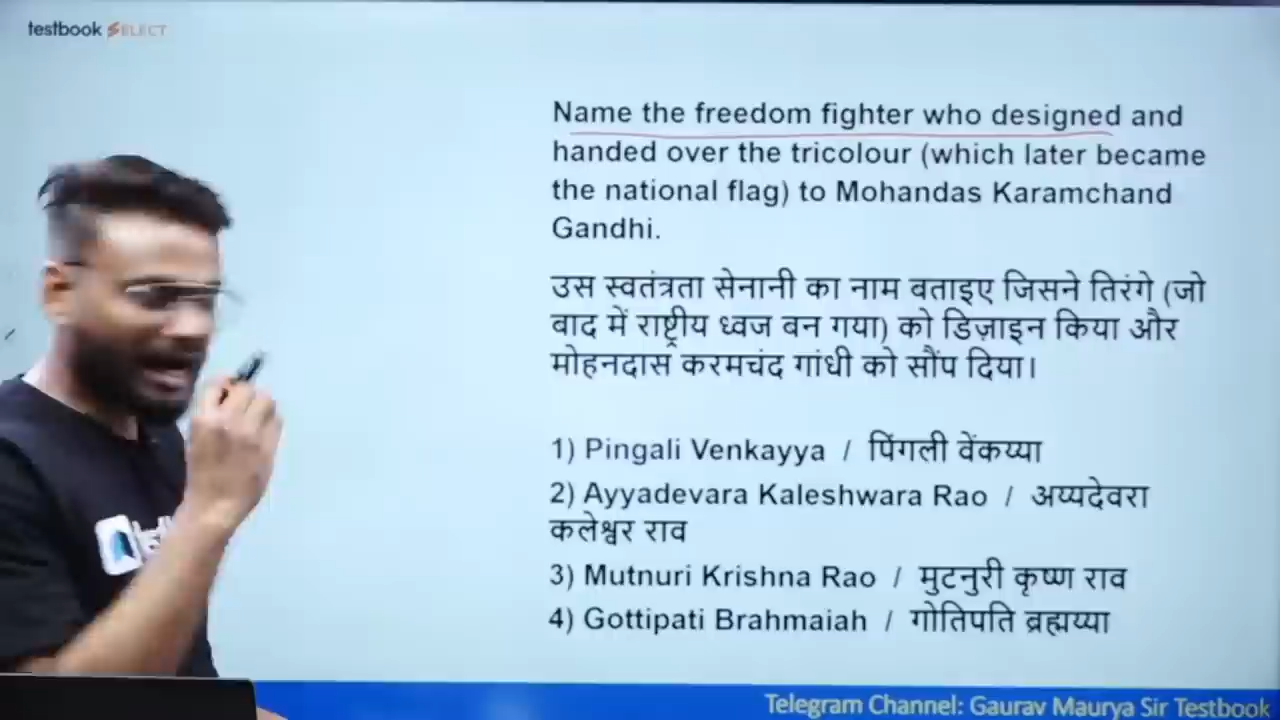 testbook SELECT
Name the freedom fighter who designed and
handed over the tricolour (which later became
the national flag) to Mohandas Karamchand
Gandhi.
उस स्वतंत्रता सेनानी का नाम बताइए जिसने तिरंगे (जो
बाद में राष्ट्रीय ध्वज बन गया) को डिज़ाइन किया और
मोहनदास करमचंद गांधी को सौंप दिया।
1) Pingali Venkayya / पिंगली वेंकय्या
2) Ayyadevara Kaleshwara Rao / अय्यदेवरा
कलेश्वर राव
3) Mutnuri Krishna Rao / मुटनुरी कृष्ण राव
4) Gottipati Brahmaiah / गोतिपति ब्रह्मय्या
Telegram Channel: Gaurav Maurya Sir Testbook